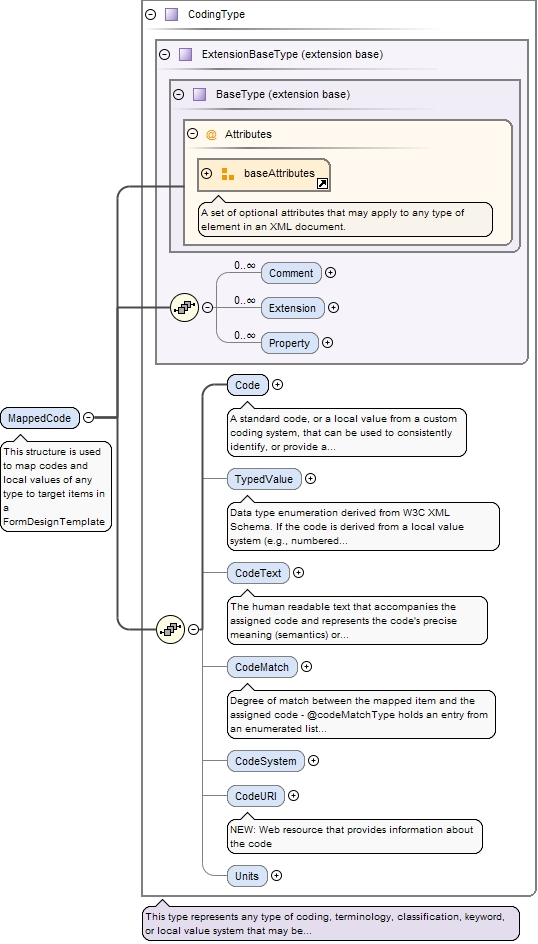 CodingType
ExtensionBaseType (extension base)
BaseType (extension base)
@ Attributes
baseAttributes
A set of optional attributes that may apply to any type of
element in an XML document.
0..∞
Comment
0..∞
Extension
0..∞
Property
MappedCode
This structure is used
to map codes and
local values of any
type to target items in
a
FormDesignTemplate
Code
A standard code, or a local value from a custom
coding system, that can be used to consistently
identify, or provide a...
TypedValue
Data type enumeration derived from W3C XML
Schema. If the code is derived from a local value
system (e.g., numbered...
CodeText
The human readable text that accompanies the
assigned code and represents the code's precise
meaning (semantics) or...
CodeMatch
Degree of match between the mapped item and the
assigned code - @codeMatchType holds an entry from
an enumerated list...
CodeSystem
CodeURI
NEW: Web resource that provides information about
the code
Units
This type represents any type of coding, terminology, classification, keyword,
or local value system that may be...